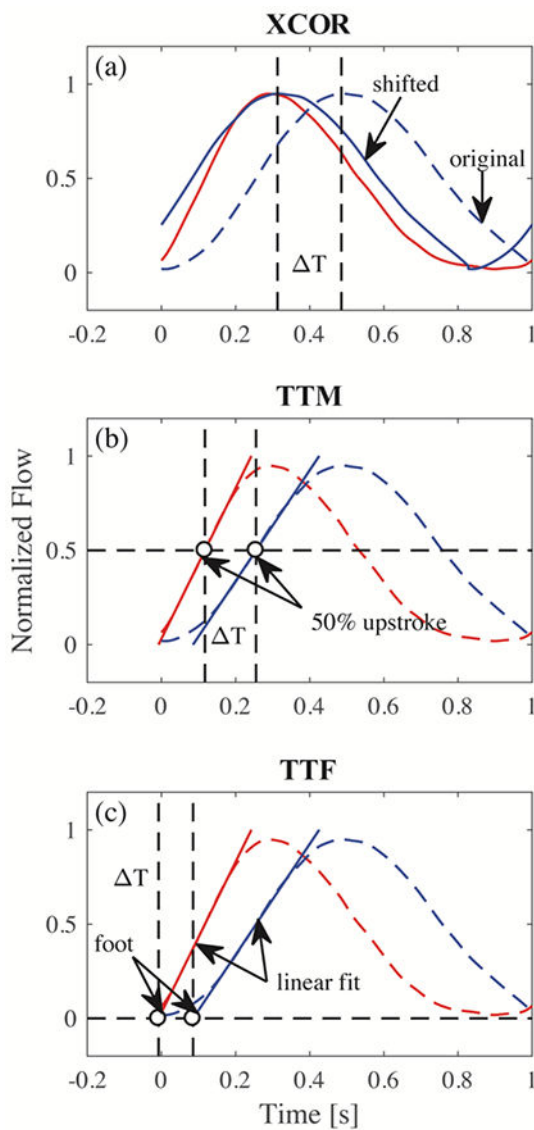 XCOR
(a)
1
shifted
original
0.5
ΔT
0
-0.2 0 0.2 0.4 0.6 0.8 1
TTM
(b)
1
Normalized Flow
0.5
50% upstroke
ΔT
0
-0.2 0 0.2 0.4 0.6 0.8 1
TTF
(c)
1
ΔT
0.5
foot
linear fit
0
-0.2 0 0.2 0.4 0.6 0.8 1
Time [s]